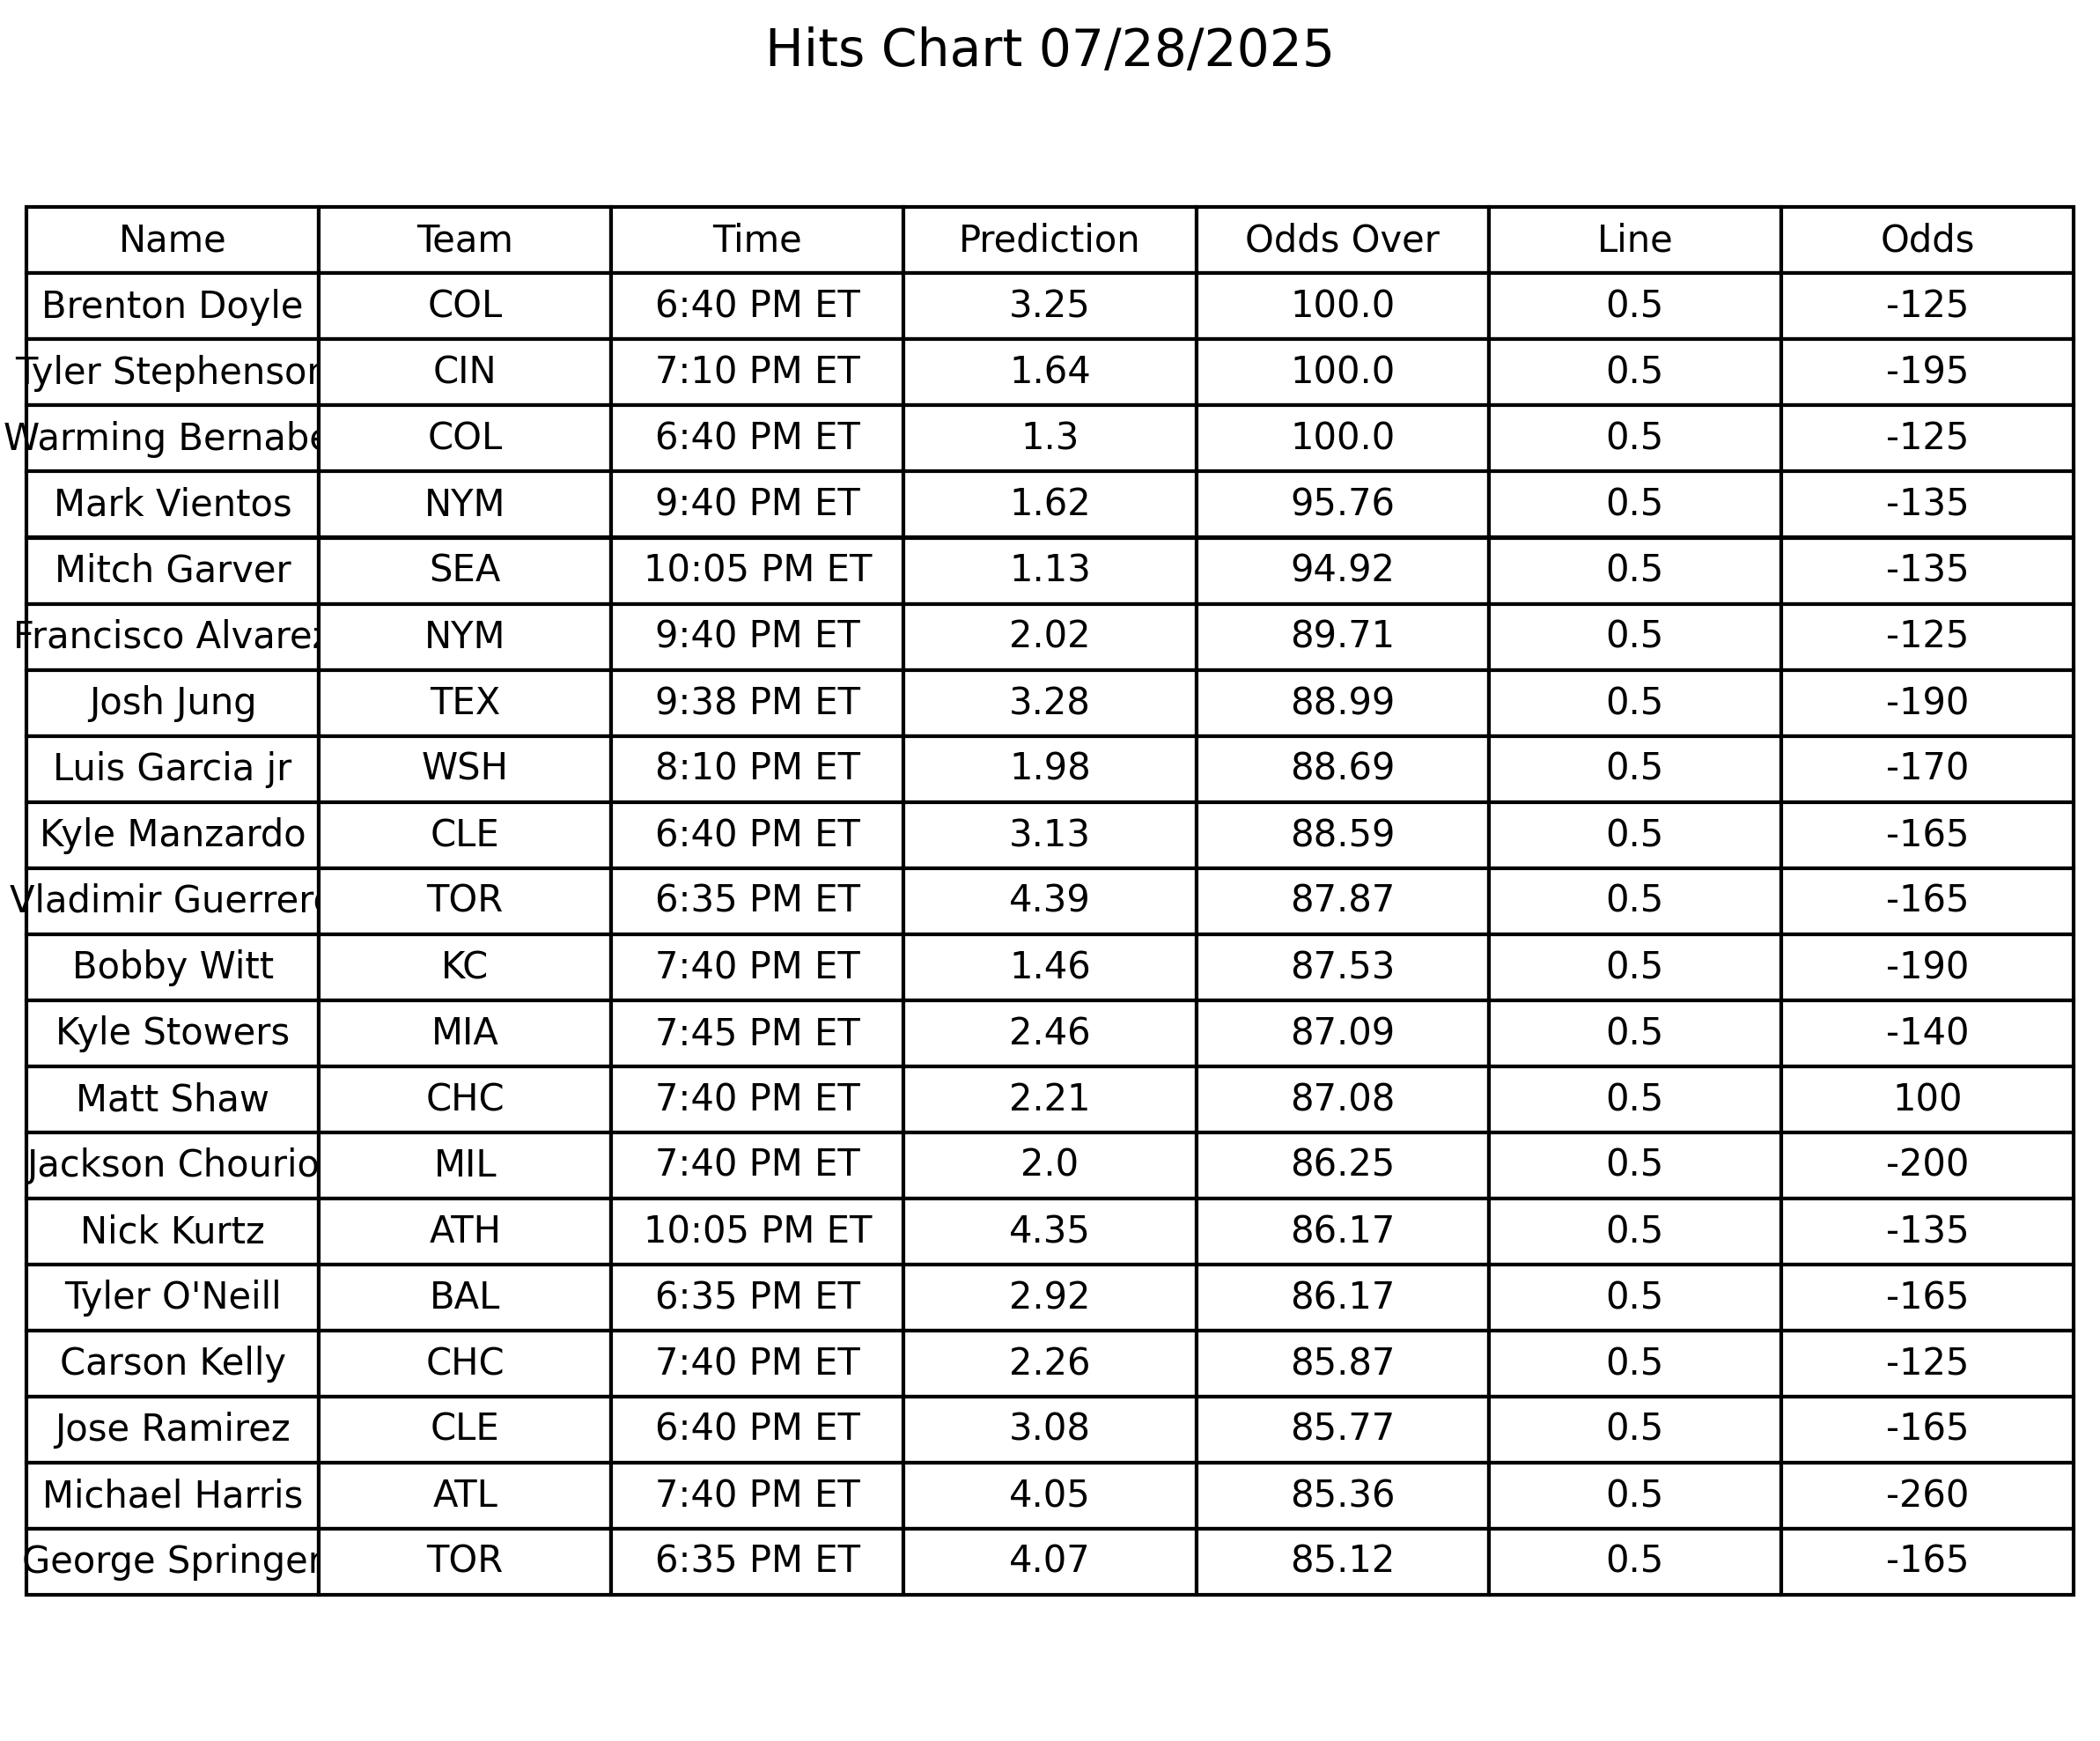 Hits Chart 07/28/2025
Name Team Time Prediction Odds Over Line Odds
Brenton Doyle COL 6:40 PM ET 3.25 100.0 0.5 -125
Tyler Stephenson CIN 7:10 PM ET 1.64 100.0 0.5 -195
Warming Bernabe COL 6:40 PM ET 1.3 100.0 0.5 -125
Mark Vientos NYM 9:40 PM ET 1.62 95.76 0.5 -135
Mitch Garver SEA 10:05 PM ET 1.13 94.92 0.5 -135
Francisco Alvarez NYM 9:40 PM ET 2.02 89.71 0.5 -125
Josh Jung TEX 9:38 PM ET 3.28 88.99 0.5 -190
Luis Garcia jr WSH 8:10 PM ET 1.98 88.69 0.5 -170
Kyle Manzardo CLE 6:40 PM ET 3.13 88.59 0.5 -165
Vladimir Guerrero TOR 6:35 PM ET 4.39 87.87 0.5 -165
Bobby Witt KC 7:40 PM ET 1.46 87.53 0.5 -190
Kyle Stowers MIA 7:45 PM ET 2.46 87.09 0.5 -140
Matt Shaw CHC 7:40 PM ET 2.21 87.08 0.5 100
Jackson Chourio MIL 7:40 PM ET 2.0 86.25 0.5 -200
Nick Kurtz ATH 10:05 PM ET 4.35 86.17 0.5 -135
Tyler O'Neill BAL 6:35 PM ET 2.92 86.17 0.5 -165
Carson Kelly CHC 7:40 PM ET 2.26 85.87 0.5 -125
Jose Ramirez CLE 6:40 PM ET 3.08 85.77 0.5 -165
Michael Harris ATL 7:40 PM ET 4.05 85.36 0.5 -260
George Springer TOR 6:35 PM ET 4.07 85.12 0.5 -165